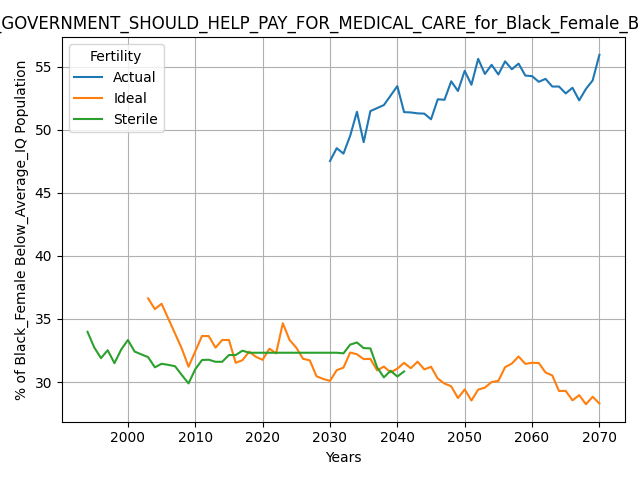 _GOVERNMENT_SHOULD_HELP_PAY_FOR_MEDICAL_CARE_for_Black_Female_B
Fertility
Actual
Ideal
Sterile
% of Black_Female Below_Average_IQ Population
55
50
45
40
35
30
2000
2010
2020
2030
2040
2050
2060
2070
Years